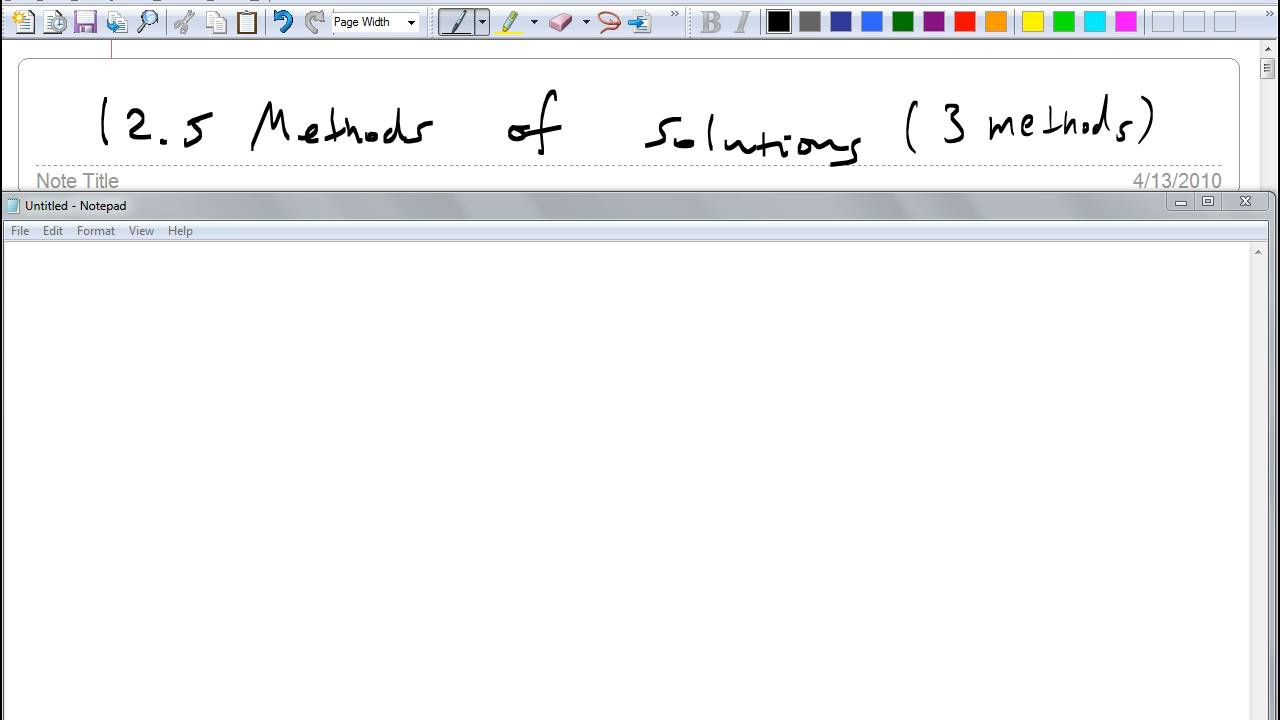 Page Width
B I
12.5 Methods of solutions (3 methods)
Note Title 4/13/2010
Untitled - Notepad
File Edit Format View Help